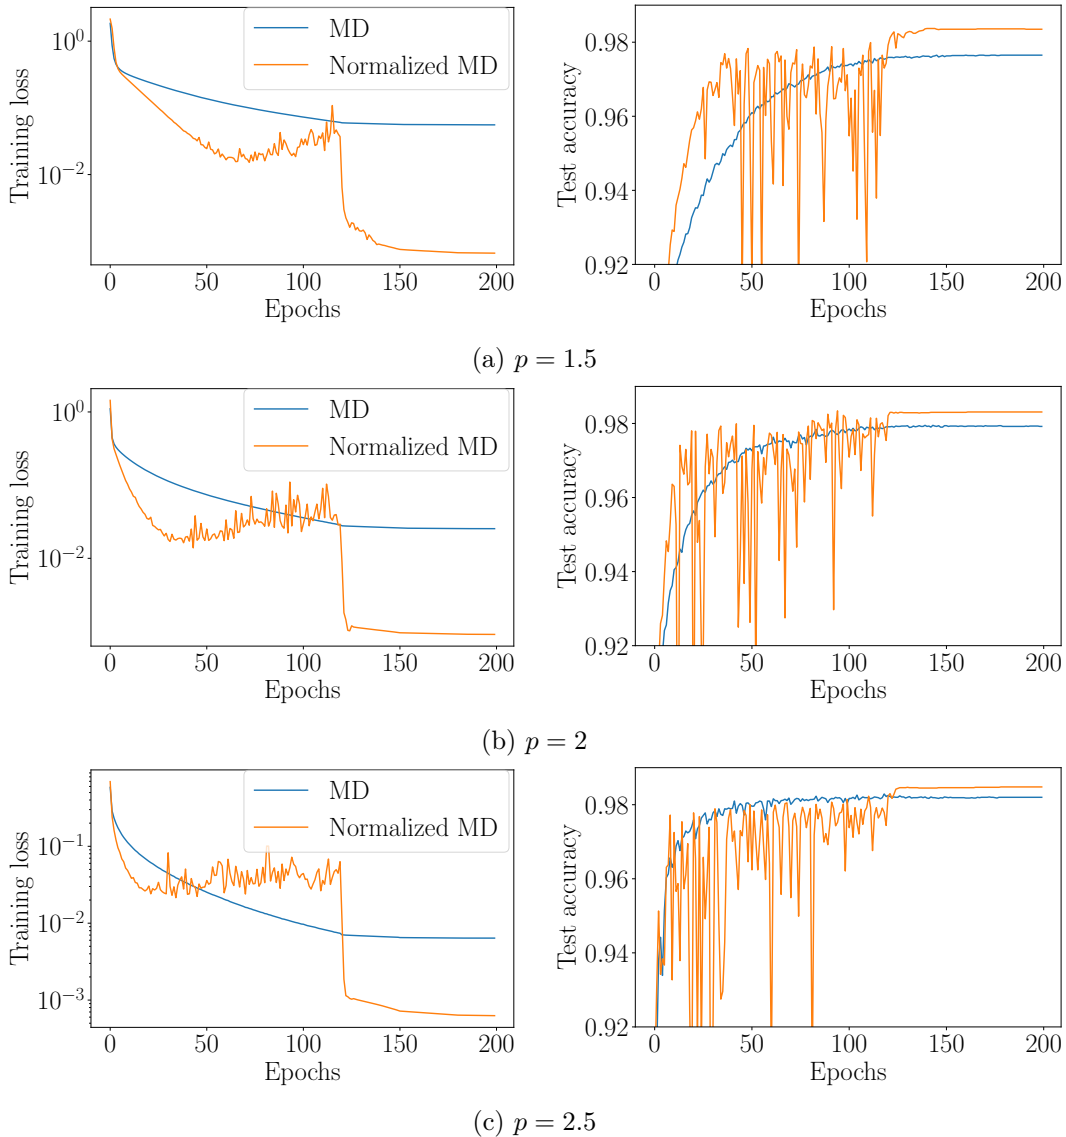 MD
Normalized MD
10^0
10^{-2}
Training loss
0 50 100 150 200
Epochs
0.98
0.96
0.94
0.92
Test accuracy
0 50 100 150 200
Epochs
(a) p = 1.5
MD
Normalized MD
10^0
10^{-2}
Training loss
0 50 100 150 200
Epochs
0.98
0.96
0.94
0.92
Test accuracy
0 50 100 150 200
Epochs
(b) p = 2
MD
Normalized MD
10^{-1}
10^{-2}
10^{-3}
Training loss
0 50 100 150 200
Epochs
0.98
0.96
0.94
0.92
Test accuracy
0 50 100 150 200
Epochs
(c) p = 2.5